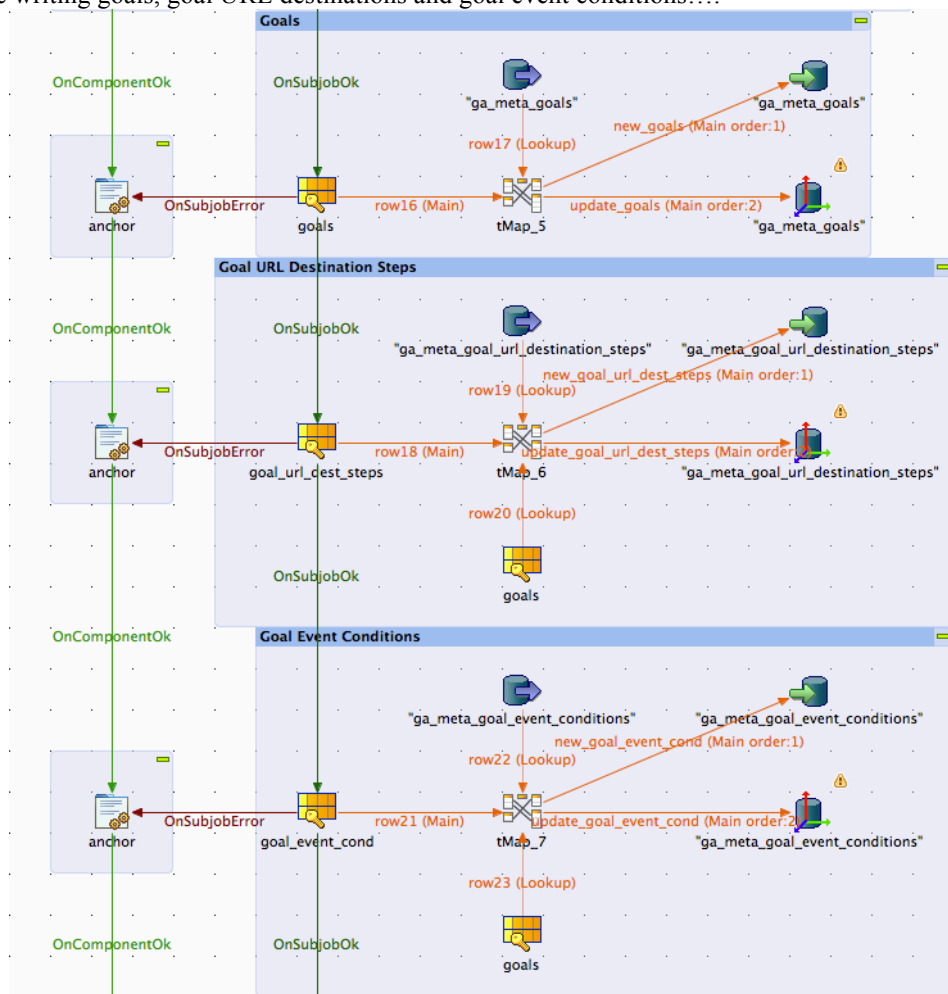 writing goals, goal URL destinations and goal event conditions….
Goals
OnComponentOk
OnSubjobOk
"ga_meta_goals"
"ga_meta_goals"
new_goals (Main order:1)
row17 (Lookup)
OnSubjobError
row16 (Main)
update_goals (Main order:2)
anchor
goals
tMap_5
"ga_meta_goals"
Goal URL Destination Steps
OnComponentOk
OnSubjobOk
"ga_meta_goal_url_destination_steps"
"ga_meta_goal_url_destination_steps"
new_goal_url_dest_steps (Main order:1)
row19 (Lookup)
OnSubjobError
row18 (Main)
update_goal_url_dest_steps (Main order:
anchor
goal_url_dest_steps
tMap_6
"ga_meta_goal_url_destination_steps"
row20 (Lookup)
OnSubjobOk
goals
OnComponentOk
Goal Event Conditions
"ga_meta_goal_event_conditions"
"ga_meta_goal_event_conditions"
new_goal_event_cond (Main order:1)
row22 (Lookup)
OnSubjobError
row21 (Main)
update_goal_event_cond (Main order:2
anchor
goal_event_cond
tMap_7
"ga_meta_goal_event_conditions"
row23 (Lookup)
OnComponentOk
OnSubjobOk
goals